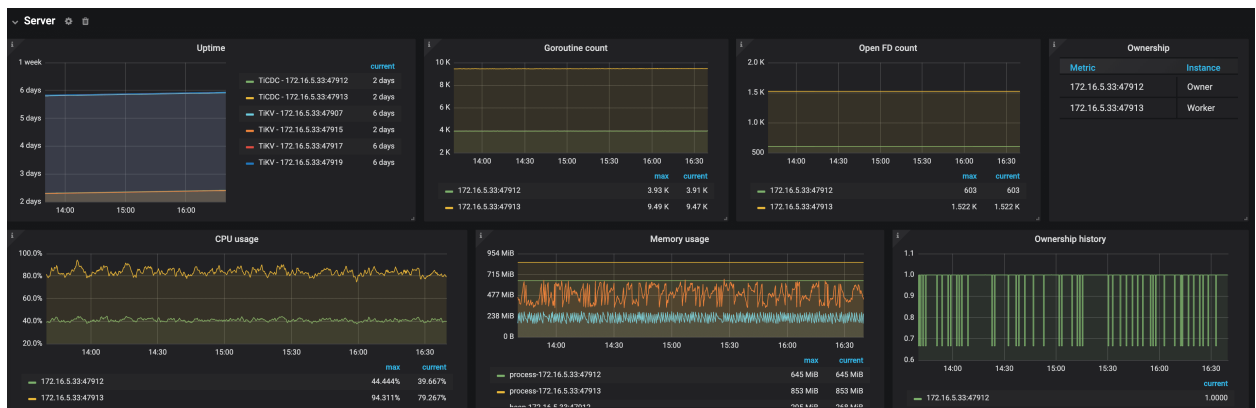 Server
Uptime
1 week
6 days
5 days
4 days
3 days
2 days
14:00 15:00 16:00
current
TiCDC - 172.16.5.33:47912 2 days
TiCDC - 172.16.5.33:47913 2 days
TiKV - 172.16.5.33:47907 6 days
TiKV - 172.16.5.33:47915 2 days
TiKV - 172.16.5.33:47917 6 days
TiKV - 172.16.5.33:47919 6 days
Goroutine count
10 K
8 K
6 K
4 K
2 K
14:00 14:30 15:00 15:30 16:00 16:30
max current
172.16.5.33:47912 3.93 K 3.91 K
172.16.5.33:47913 9.49 K 9.47 K
Open FD count
2.0 K
1.5 K
1.0 K
500
14:00 14:30 15:00 15:30 16:00 16:30
max current
172.16.5.33:47912 603 603
172.16.5.33:47913 1.522 K 1.522 K
Ownership
Metric Instance
172.16.5.33:47912 Owner
172.16.5.33:47913 Worker
CPU usage
100.0%
80.0%
60.0%
40.0%
20.0%
14:00 14:30 15:00 15:30 16:00 16:30
max current
172.16.5.33:47912 44.444% 39.667%
172.16.5.33:47913 94.311% 79.267%
Memory usage
954 MiB
715 MiB
477 MiB
238 MiB
0 B
14:00 14:30 15:00 15:30 16:00 16:30
max current
process-172.16.5.33:47912 645 MiB 645 MiB
process-172.16.5.33:47913 853 MiB 853 MiB
Ownership history
1.1
1.0
0.9
0.8
0.7
0.6
14:00 14:30 15:00 15:30 16:00 16:30
current
172.16.5.33:47912 1.0000